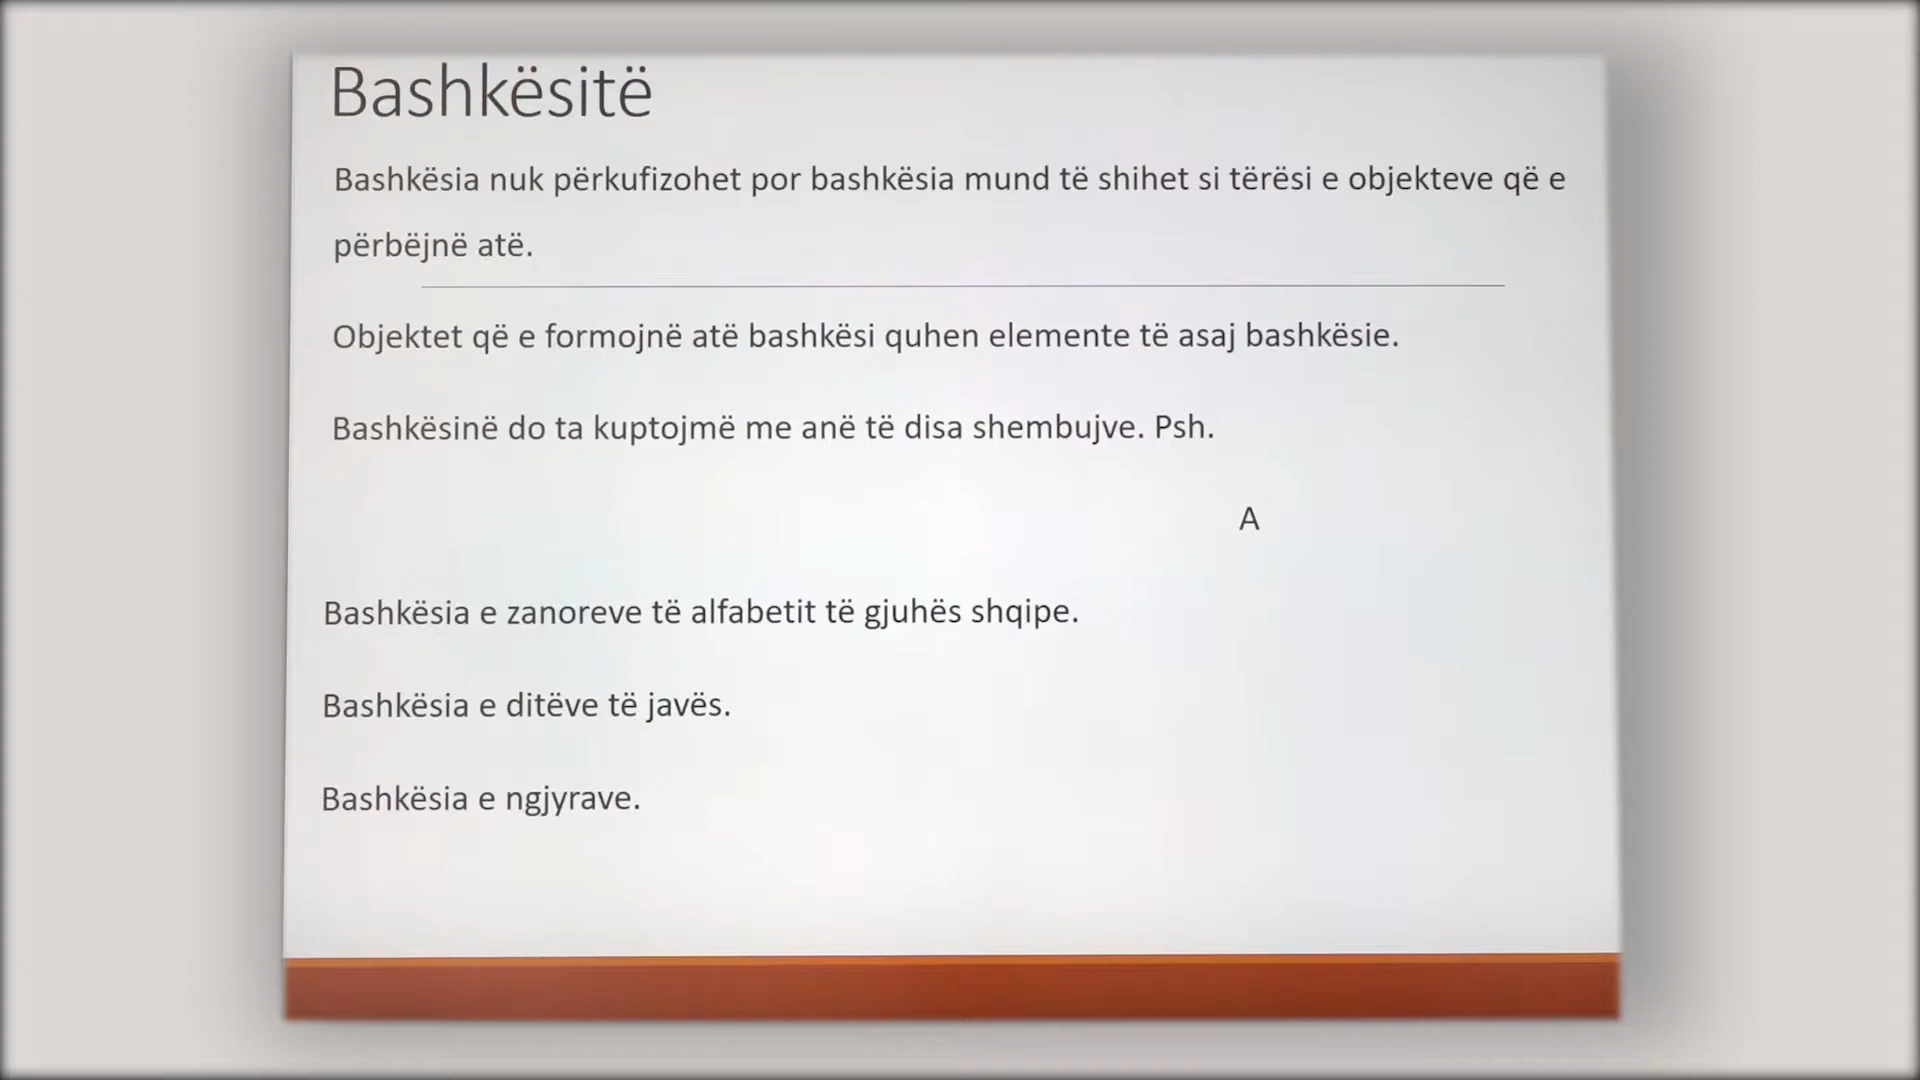 Bashkësitë
Bashkësia nuk përkufizohet por bashkësia mund të shihet si tërësi e objekteve që e
përbëjnë atë.
Objektet që e formojnë atë bashkësi quhen elemente të asaj bashkësie.
Bashkësinë do ta kuptojmë me anë të disa shembujve. Psh.
A
Bashkësia e zanoreve të alfabetit të gjuhës shqipe.
Bashkësia e ditëve të javës.
Bashkësia e ngjyrave.